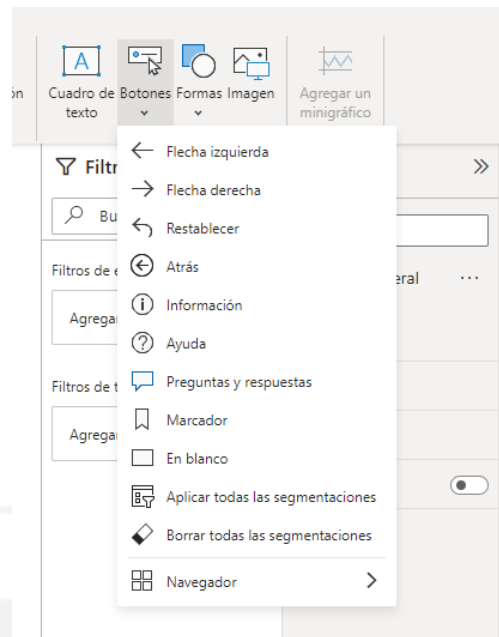 ón
Cuadro de texto
Botones
Formas
Imagen
Agregar un minigráfico
Filtr
Bu
Filtros de e
Agrega
Filtros de t
Agrega
eral
...
Flecha izquierda
Flecha derecha
Restablecer
Atrás
Información
Ayuda
Preguntas y respuestas
Marcador
En blanco
Aplicar todas las segmentaciones
Borrar todas las segmentaciones
Navegador